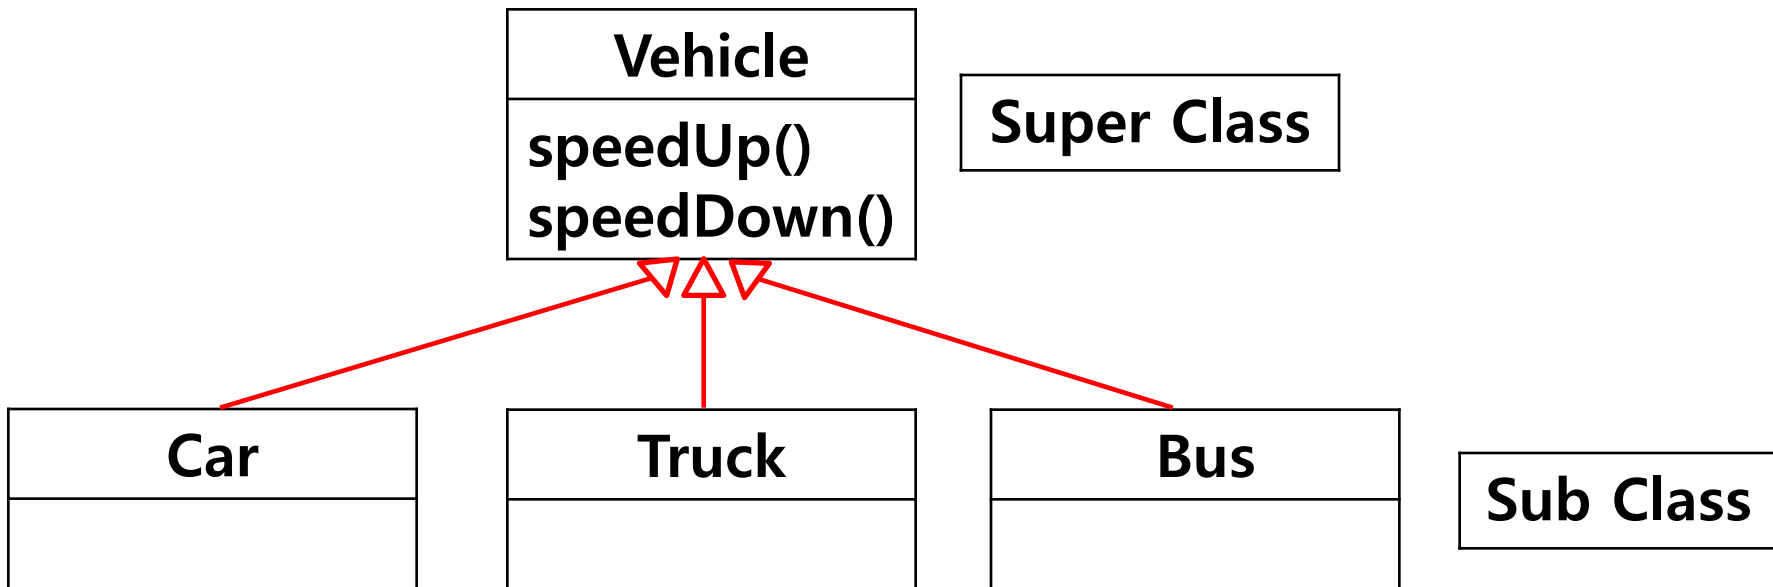 Vehicle
speedUp()
speedDown()
Super Class
Car
Truck
Bus
Sub Class